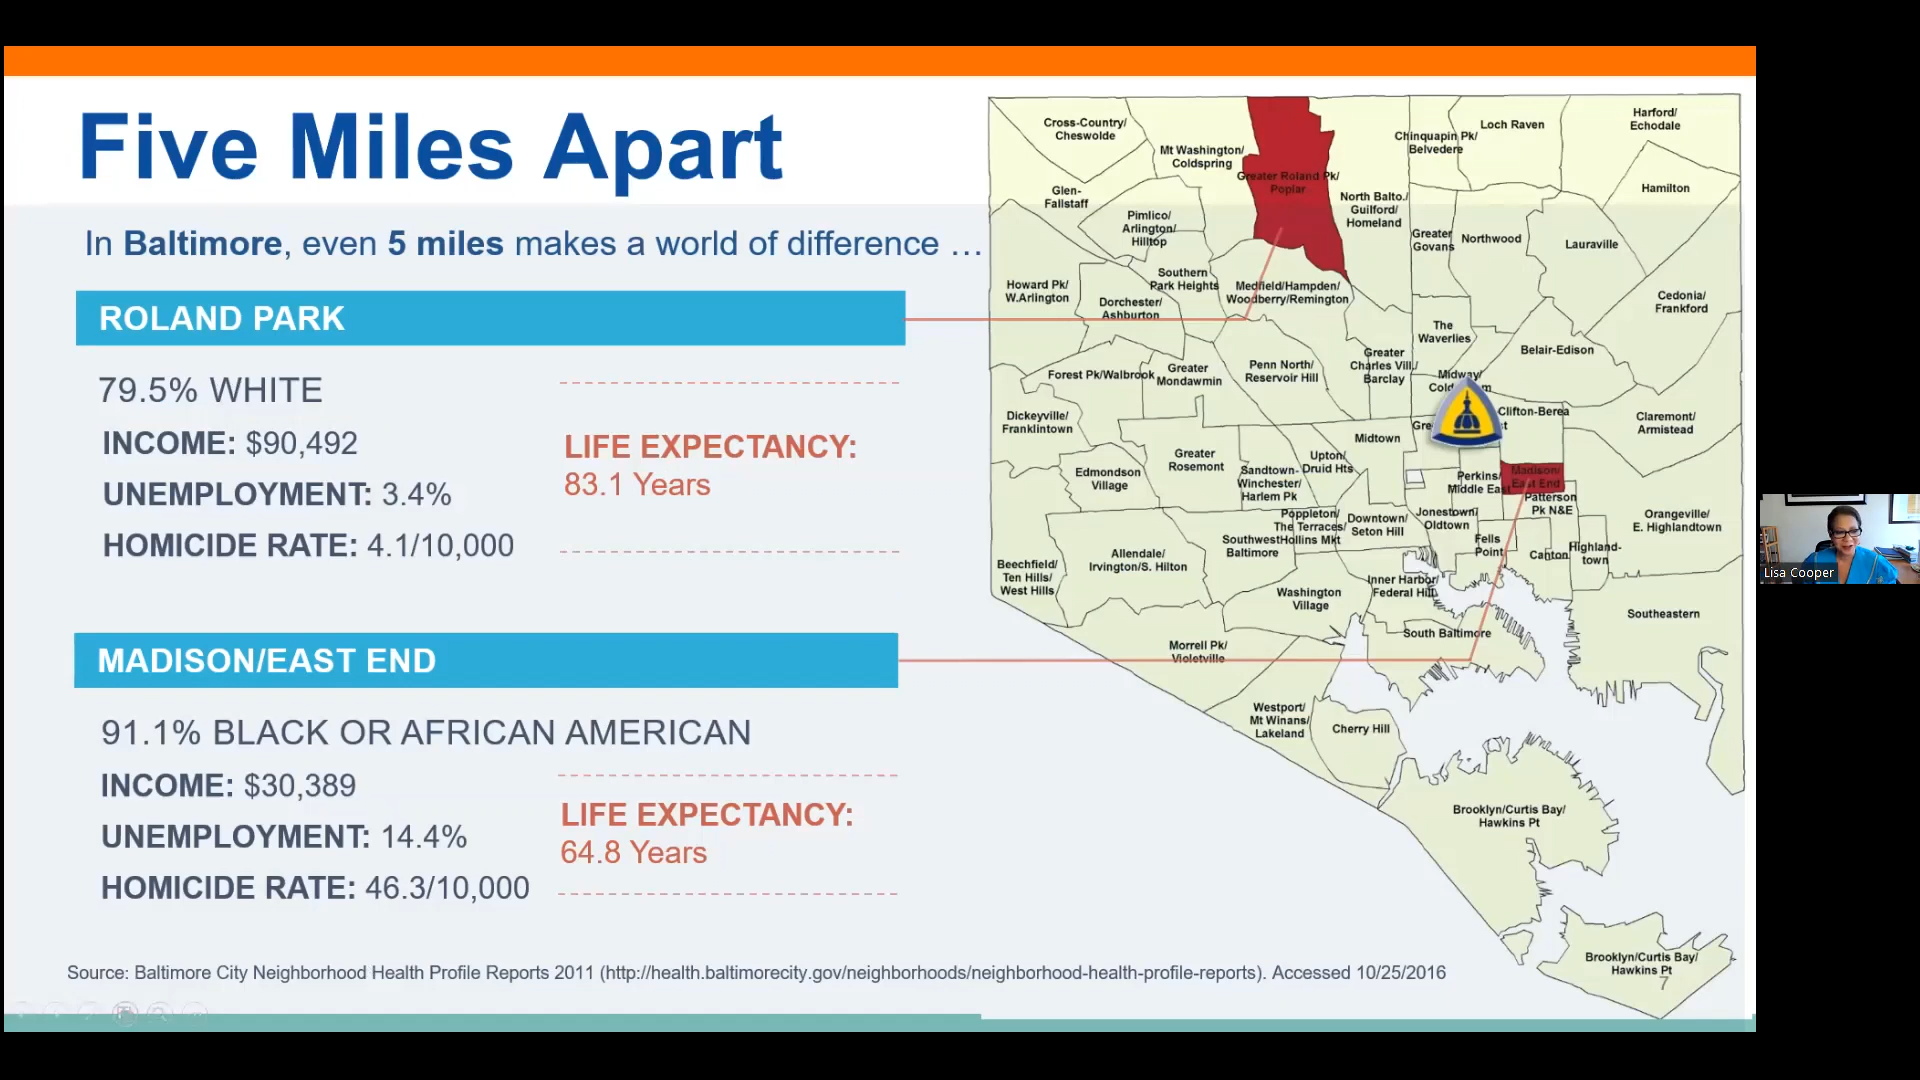 Five Miles Apart
In Baltimore, even 5 miles makes a world of difference …
ROLAND PARK
79.5% WHITE
INCOME: $90,492
UNEMPLOYMENT: 3.4%
HOMICIDE RATE: 4.1/10,000
LIFE EXPECTANCY:
83.1 Years
MADISON/EAST END
91.1% BLACK OR AFRICAN AMERICAN
INCOME: $30,389
UNEMPLOYMENT: 14.4%
HOMICIDE RATE: 46.3/10,000
LIFE EXPECTANCY:
64.8 Years
Cross-Country/
Cheswolde
Mt Washington/
Coldspring
Greater Roland Pk/
Poplar
Chinquapin Pk/
Belvedere
Loch Raven
Harford/
Echodale
Glen-
Fallstaff
Pimlico/
Arlington/
Hilltop
North Balto./
Guilford/
Homeland
Greater
Govans
Northwood
Hamilton
Lauraville
Howard Pk/
W.Arlington
Dorchester/
Ashburton
Southern
Park Heights
Medfield/Hampden/
Woodberry/Remington
The
Waverlies
Cedonia/
Frankford
Belair-Edison
Forest Pk/Walbrook
Greater
Mondawmin
Penn North/
Reservoir Hill
Greater
Charles Vill./
Barclay
Midway/
Clifton-Berea
Claremont/
Armistead
Dickeyville/
Franklintown
Midtown
Greater
Rosemont
Edmondson
Village
Sandtown-
Winchester/
Harlem Pk
Upton/
Druid Hts
Perkins/
Middle East
Madison/
East End
Patterson
Pk N&E
Orangeville/
E. Highlandtown
Poppleton/
The Terraces/
Hollins Mkt
Southwest
Baltimore
Downtown/
Seton Hill
Jonestown/
Oldtown
Fells
Point
Canton
Highland-
town
Allendale/
Irvington/S. Hilton
Beechfield/
Ten Hills/
West Hills
Washington
Village
Inner Harbor/
Federal Hill
Southeastern
South Baltimore
Morrell Pk/
Violetville
Westport/
Mt Winans/
Lakeland
Cherry Hill
Brooklyn/Curtis Bay/
Hawkins Pt
Brooklyn/Curtis Bay/
Hawkins Pt
7
Source: Baltimore City Neighborhood Health Profile Reports 2011 (http://health.baltimorecity.gov/neighborhoods/neighborhood-health-profile-reports). Accessed 10/25/2016
Lisa Cooper